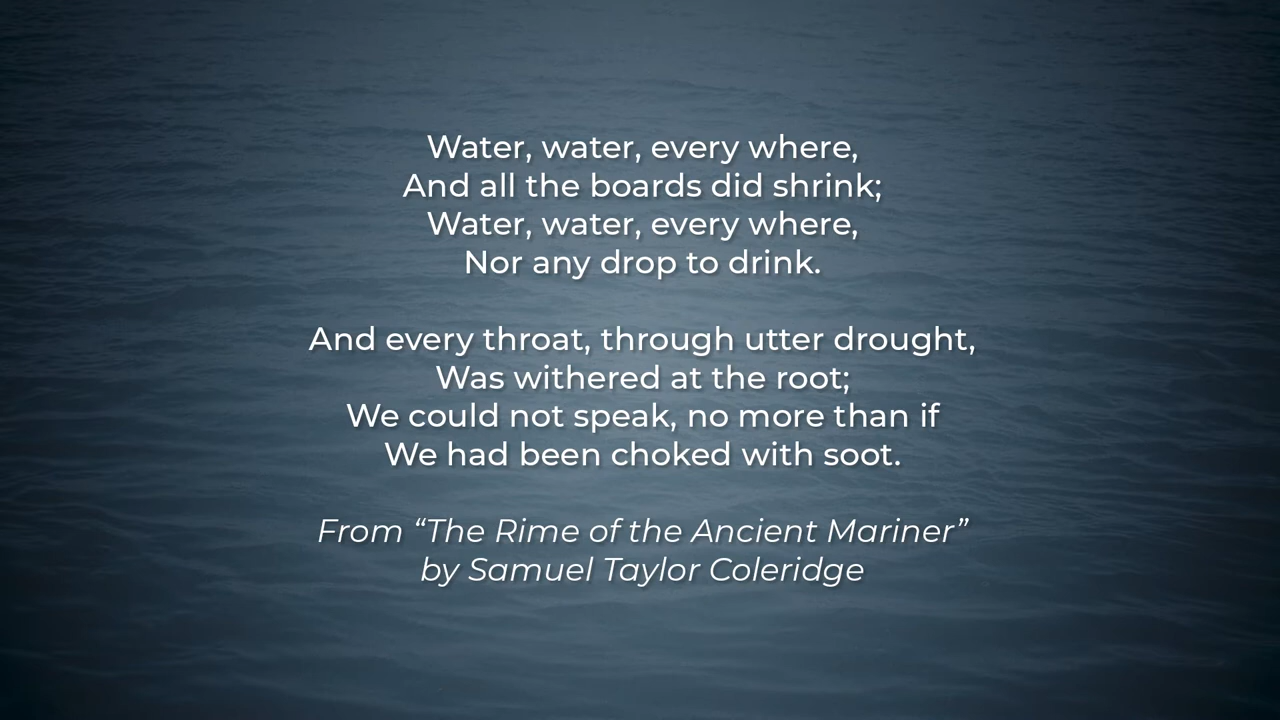 Water, water, every where,
And all the boards did shrink;
Water, water, every where,
Nor any drop to drink.
And every throat, through utter drought,
Was withered at the root;
We could not speak, no more than if
We had been choked with soot.
From “The Rime of the Ancient Mariner”
by Samuel Taylor Coleridge